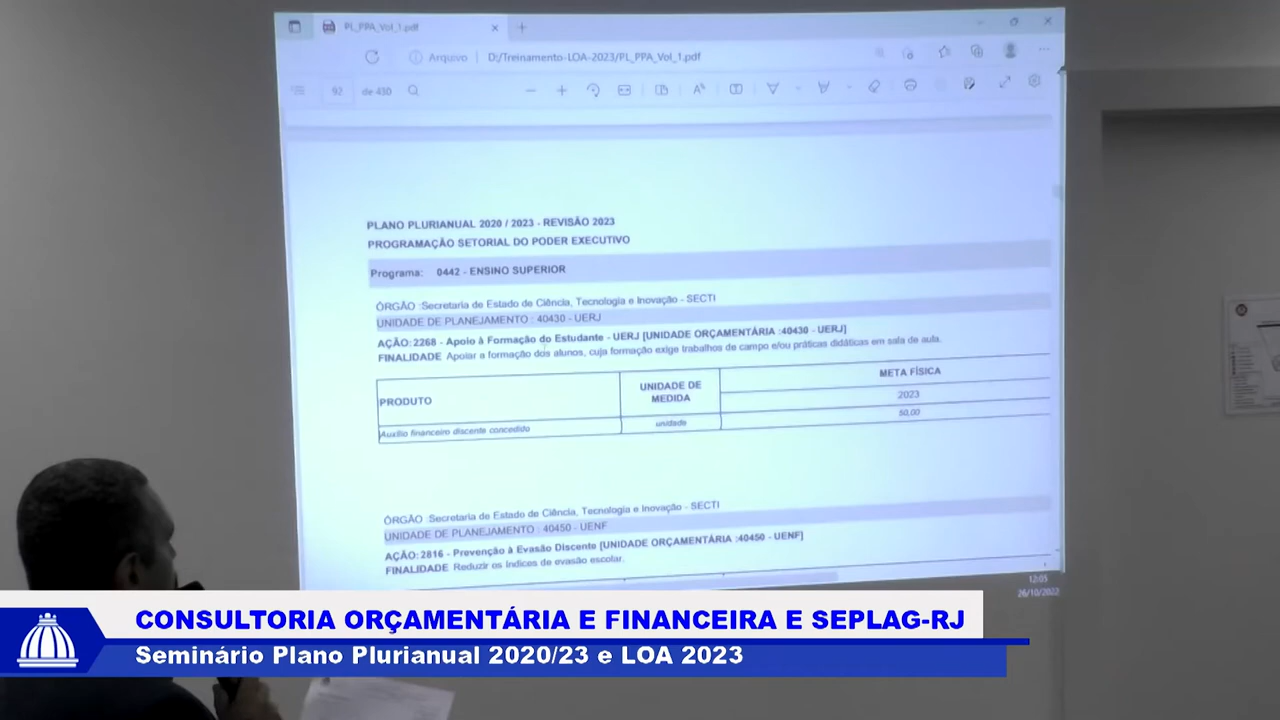 PL_PPA_Vol_1.pdf
Arquivo D:/Treinamento-LOA-2023/PL_PPA_Vol_1.pdf
92 de 430
PLANO PLURIANUAL 2020 / 2023 - REVISÃO 2023
PROGRAMAÇÃO SETORIAL DO PODER EXECUTIVO
Programa: 0442 - ENSINO SUPERIOR
ÓRGÃO :Secretaria de Estado de Ciência, Tecnologia e Inovação - SECTI
UNIDADE DE PLANEJAMENTO : 40430 - UERJ
AÇÃO: 2268 - Apoio à Formação do Estudante - UERJ [UNIDADE ORÇAMENTÁRIA :40430 - UERJ]
FINALIDADE Apoiar a formação dos alunos, cuja formação exige trabalhos de campo e/ou práticas didáticas em sala de aula.
PRODUTO UNIDADE DE MEDIDA META FÍSICA
2023
Auxílio financeiro discente concedido unidade 50,00
ÓRGÃO :Secretaria de Estado de Ciência, Tecnologia e Inovação - SECTI
UNIDADE DE PLANEJAMENTO : 40450 - UENF
AÇÃO: 2816 - Prevenção à Evasão Discente [UNIDADE ORÇAMENTÁRIA :40450 - UENF]
FINALIDADE Reduzir os índices de evasão escolar.
12:05
26/10/2022
CONSULTORIA ORÇAMENTÁRIA E FINANCEIRA E SEPLAG-RJ
Seminário Plano Plurianual 2020/23 e LOA 2023